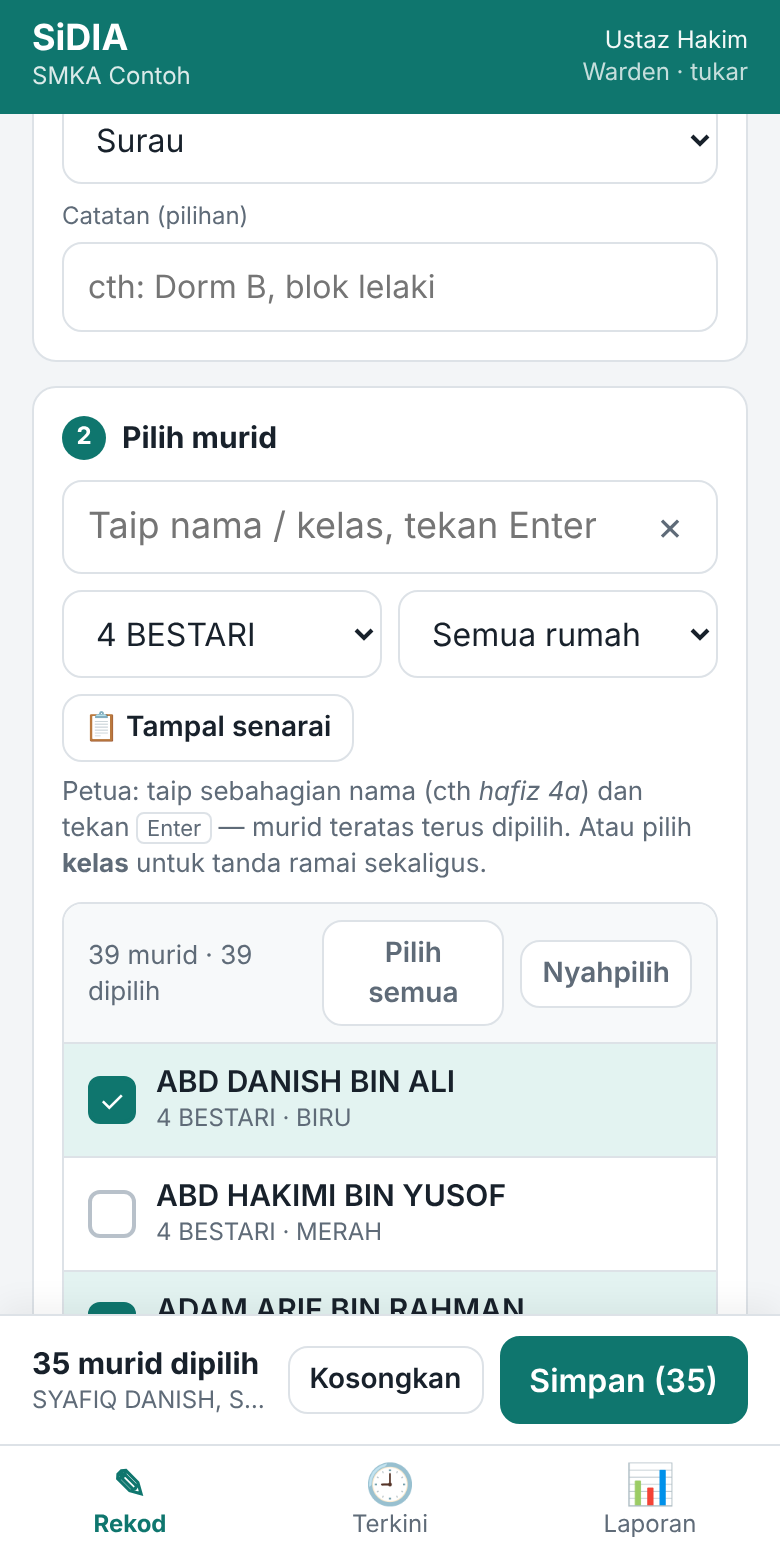 SiDIA
SMKA Contoh
Ustaz Hakim
Warden · tukar
Surau
Catatan (pilihan)
cth: Dorm B, blok lelaki
2 Pilih murid
Taip nama / kelas, tekan Enter ×
4 BESTARI
Semua rumah
📋 Tampal senarai
Petua: taip sebahagian nama (cth hafiz 4a) dan
tekan Enter — murid teratas terus dipilih. Atau pilih
kelas untuk tanda ramai sekaligus.
39 murid · 39
dipilih
Pilih
semua
Nyahpilih
ABD DANISH BIN ALI
4 BESTARI · BIRU
ABD HAKIMI BIN YUSOF
4 BESTARI · MERAH
ADAM ARIF BIN RAHMAN
35 murid dipilih
SYAFIQ DANISH, S...
Kosongkan
Simpan (35)
Rekod
Terkini
Laporan